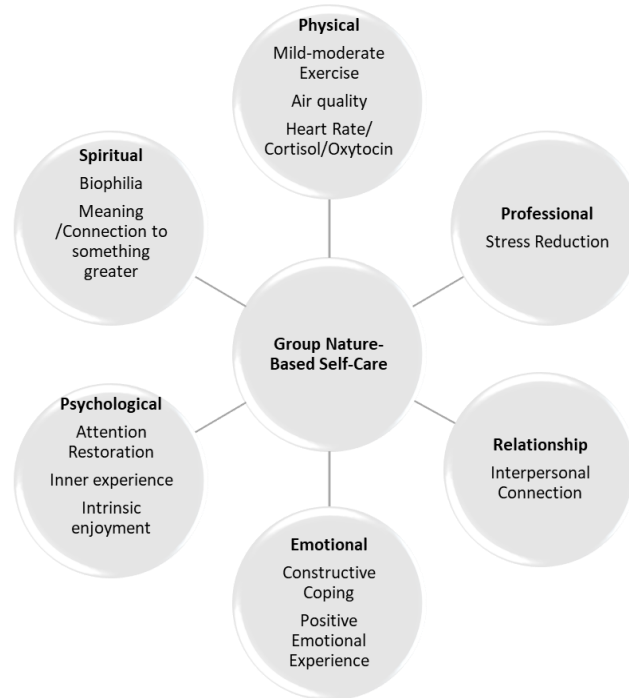 Physical
Mild-moderate
Exercise
Air quality
Heart Rate/
Cortisol/Oxytocin
Professional
Stress Reduction
Relationship
Interpersonal
Connection
Emotional
Constructive
Coping
Positive
Emotional
Experience
Psychological
Attention
Restoration
Inner experience
Intrinsic
enjoyment
Spiritual
Biophilia
Meaning
/Connection to
something
greater
Group Nature-
Based Self-Care